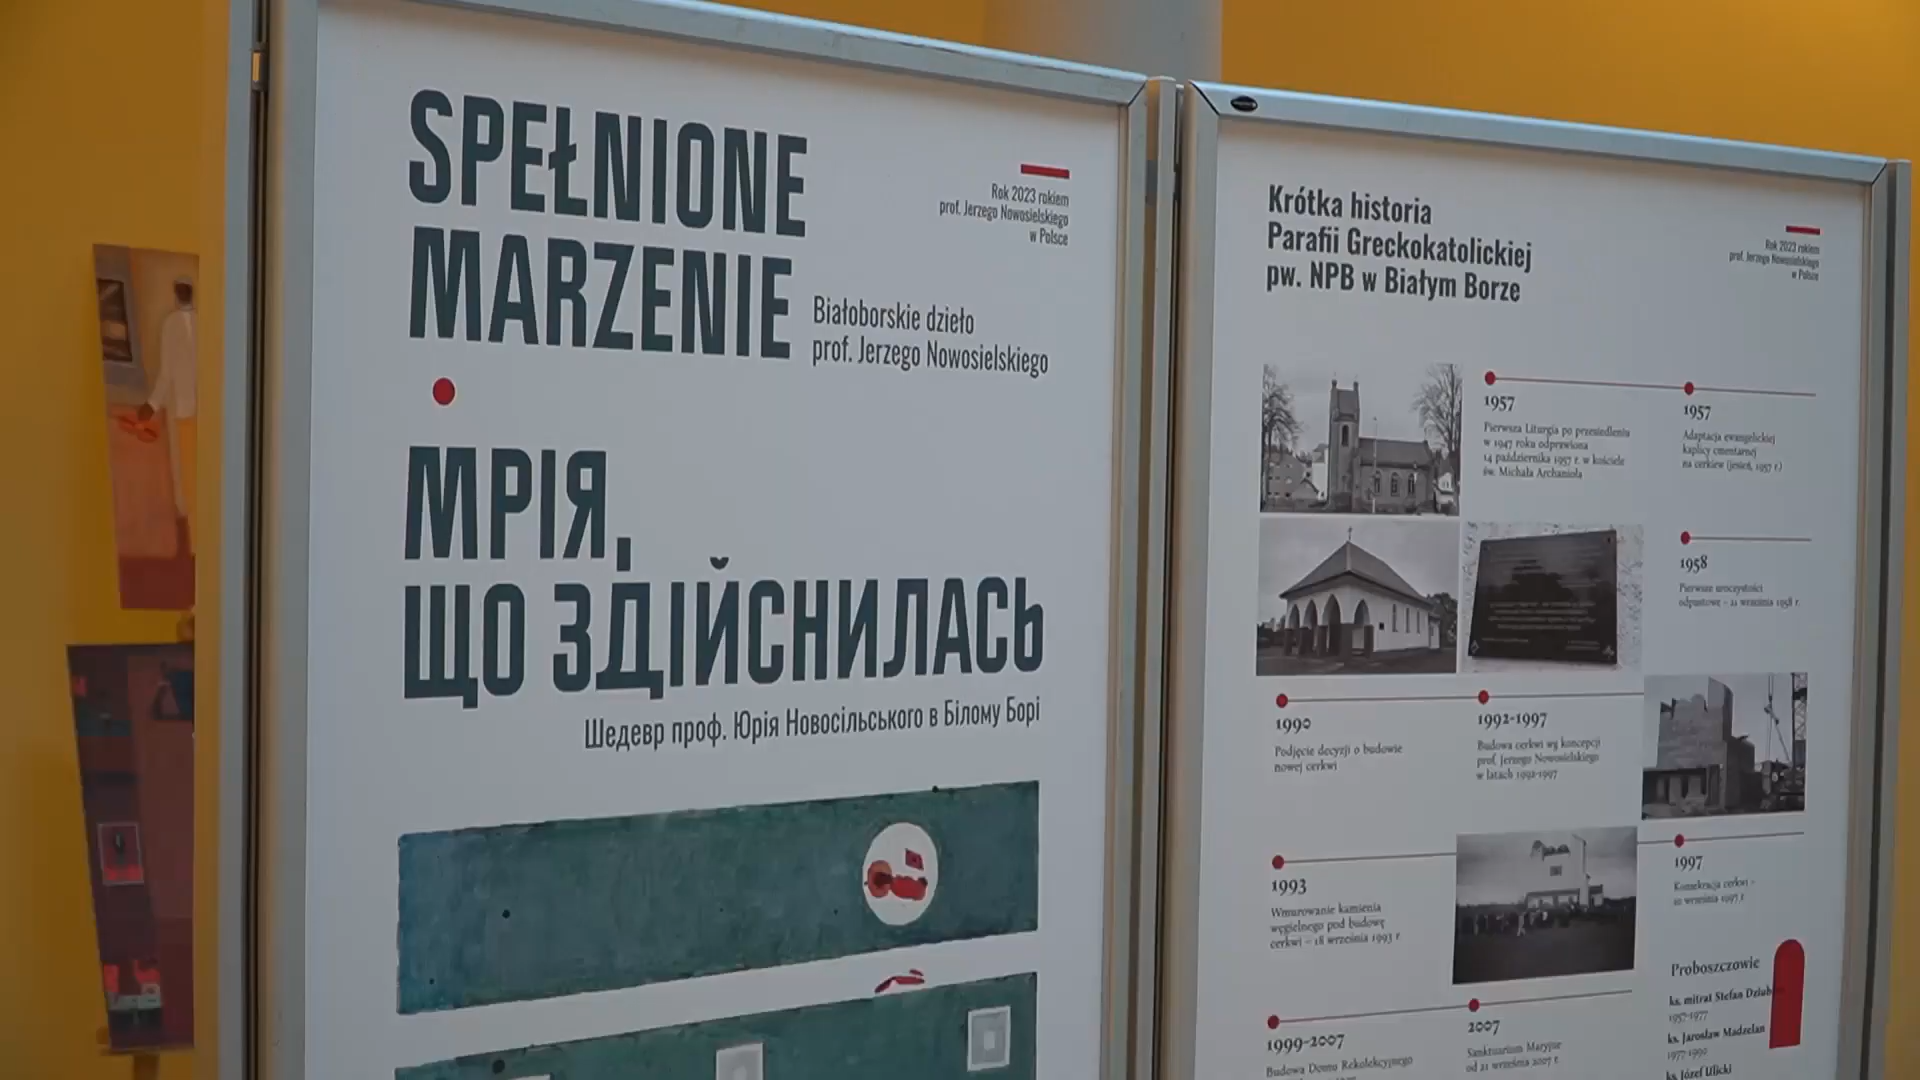 SPEŁNIONE
MARZENIE
Białoborskie dzieło
prof. Jerzego Nowosielskiego
Rok 2023 rokiem
prof. Jerzego Nowosielskiego
w Polsce
МРІЯ,
ЩО ЗДІЙСНИЛАСЬ
Шедевр проф. Юрія Новосільського в Білому Борі
Krótka historia
Parafii Greckokatolickiej
pw. NPB w Białym Borze
Rok 2023 rokiem
prof. Jerzego Nowosielskiego
w Polsce
1957
Pierwsza Liturgia po przesiedleniu
w 1947 roku odprawiona
14 października 1957 r. w kościele
św. Michała Archanioła
1957
Adaptacja ewangelickiej
kaplicy cmentarnej
na cerkiew (jesień, 1957 r.)
1958
Pierwsze uroczystości
odpustowe – 21 września 1958 r.
1990
Podjęcie decyzji o budowie
nowej cerkwi
1992-1997
Budowa cerkwi wg koncepcji
prof. Jerzego Nowosielskiego
w latach 1992-1997
1993
Wmurowanie kamienia
węgielnego pod budowę
cerkwi – 18 września 1993 r.
1997
Konsekracja cerkwi –
września 1997 r.
1999-2007
Budowa Domu Rekolekcyjnego
2007
Sanktuarium Maryjne
od 21 września 2007 r.
Proboszczowie
ks. mitrat Stefan
1957-1977
ks. Jarosław Madzelan
1977-1990
ks. Józef Ulicki